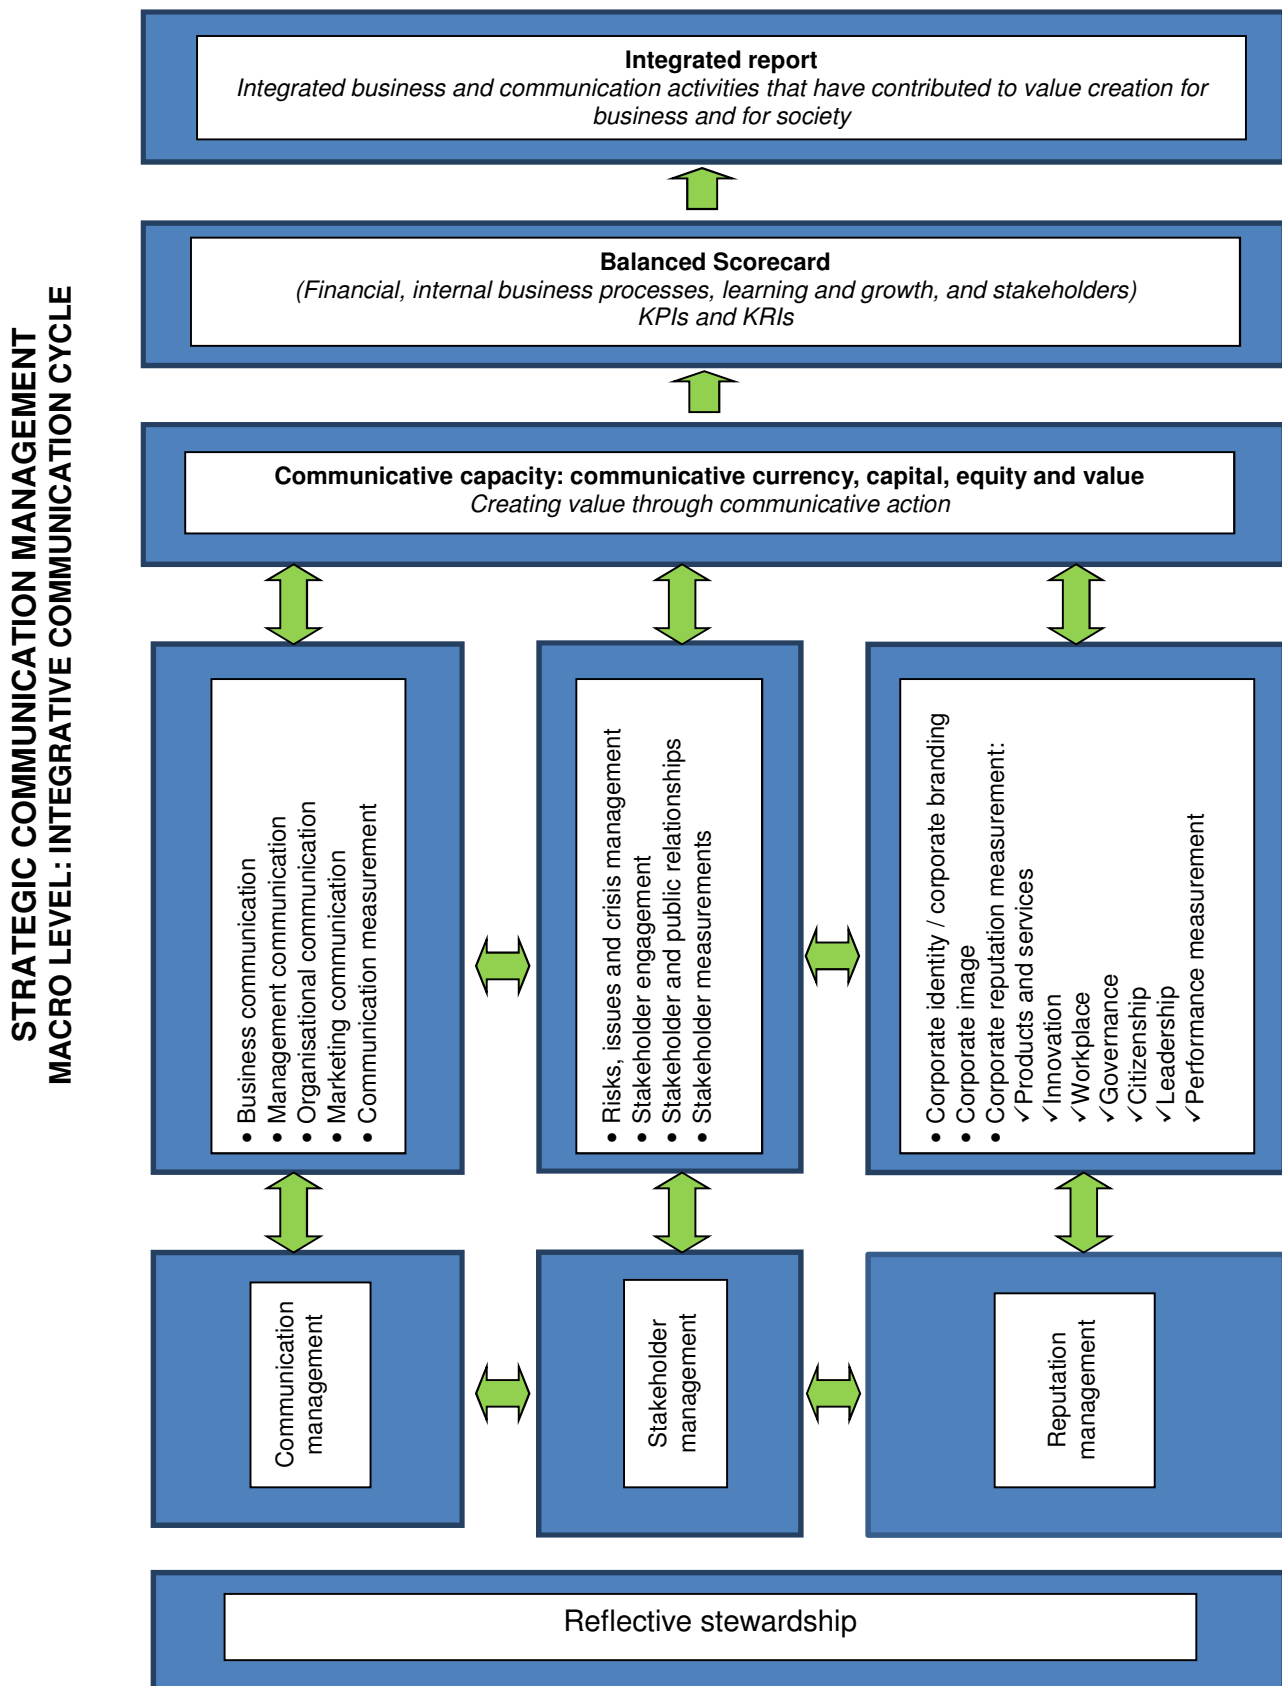 STRATEGIC COMMUNICATION MANAGEMENT
MACRO LEVEL: INTEGRATIVE COMMUNICATION CYCLE
Integrated report
Integrated business and communication activities that have contributed to value creation for
business and for society
Balanced Scorecard
(Financial, internal business processes, learning and growth, and stakeholders)
KPIs and KRIs
Communicative capacity: communicative currency, capital, equity and value
Creating value through communicative action
• Business communication
• Management communication
• Organisational communication
• Marketing communication
• Communication measurement
• Risks, issues and crisis management
• Stakeholder engagement
• Stakeholder and public relationships
• Stakeholder measurements
• Corporate identity / corporate branding
• Corporate image
• Corporate reputation measurement:
✓Products and services
✓Innovation
✓Workplace
✓Governance
✓Citizenship
✓Leadership
✓Performance measurement
Communication
management
Stakeholder
management
Reputation
management
Reflective stewardship